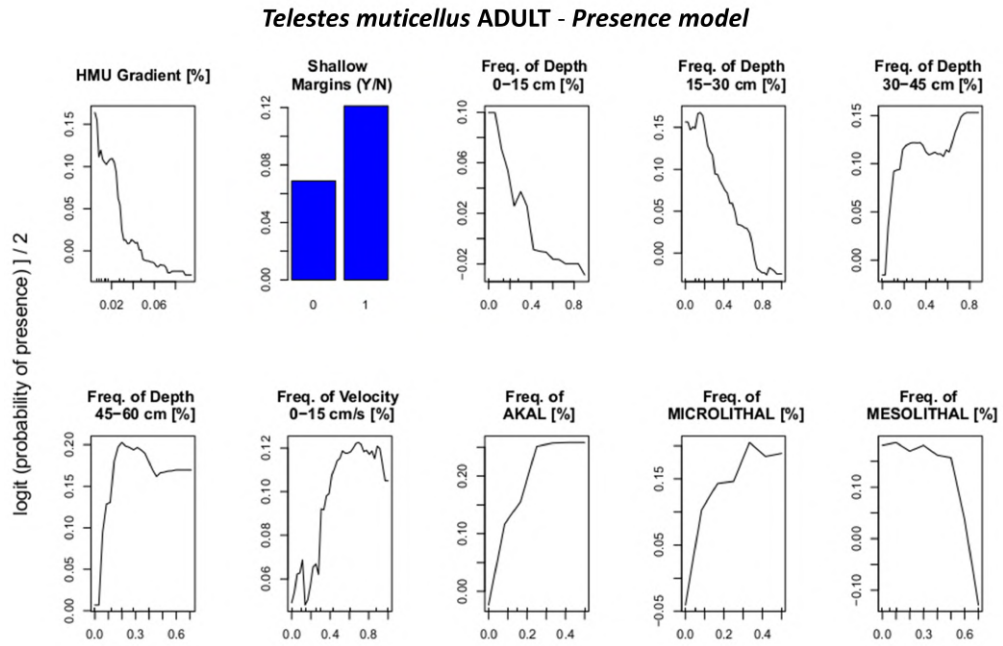 Telestes muticellus ADULT - Presence model
logit (probability of presence) ] / 2
HMU Gradient [%]
0.15
0.10
0.05
0.00
0.02 0.06
Shallow
Margins (Y/N)
0.12
0.08
0.04
0.00
0 1
Freq. of Depth
0−15 cm [%]
0.10
0.06
0.02
−0.02
0.0 0.4 0.8
Freq. of Depth
15−30 cm [%]
0.15
0.10
0.05
0.00
0.0 0.4 0.8
Freq. of Depth
30−45 cm [%]
0.15
0.10
0.05
0.00
0.0 0.4 0.8
Freq. of Depth
45−60 cm [%]
0.20
0.15
0.10
0.05
0.00
0.0 0.3 0.6
Freq. of Velocity
0−15 cm/s [%]
0.12
0.10
0.08
0.06
0.0 0.4 0.8
Freq. of
AKAL [%]
0.20
0.10
0.00
0.0 0.2 0.4
Freq. of
MICROLITHAL [%]
0.15
0.05
−0.05
0.0 0.2 0.4
Freq. of
MESOLITHAL [%]
0.10
0.00
−0.10
0.0 0.3 0.6